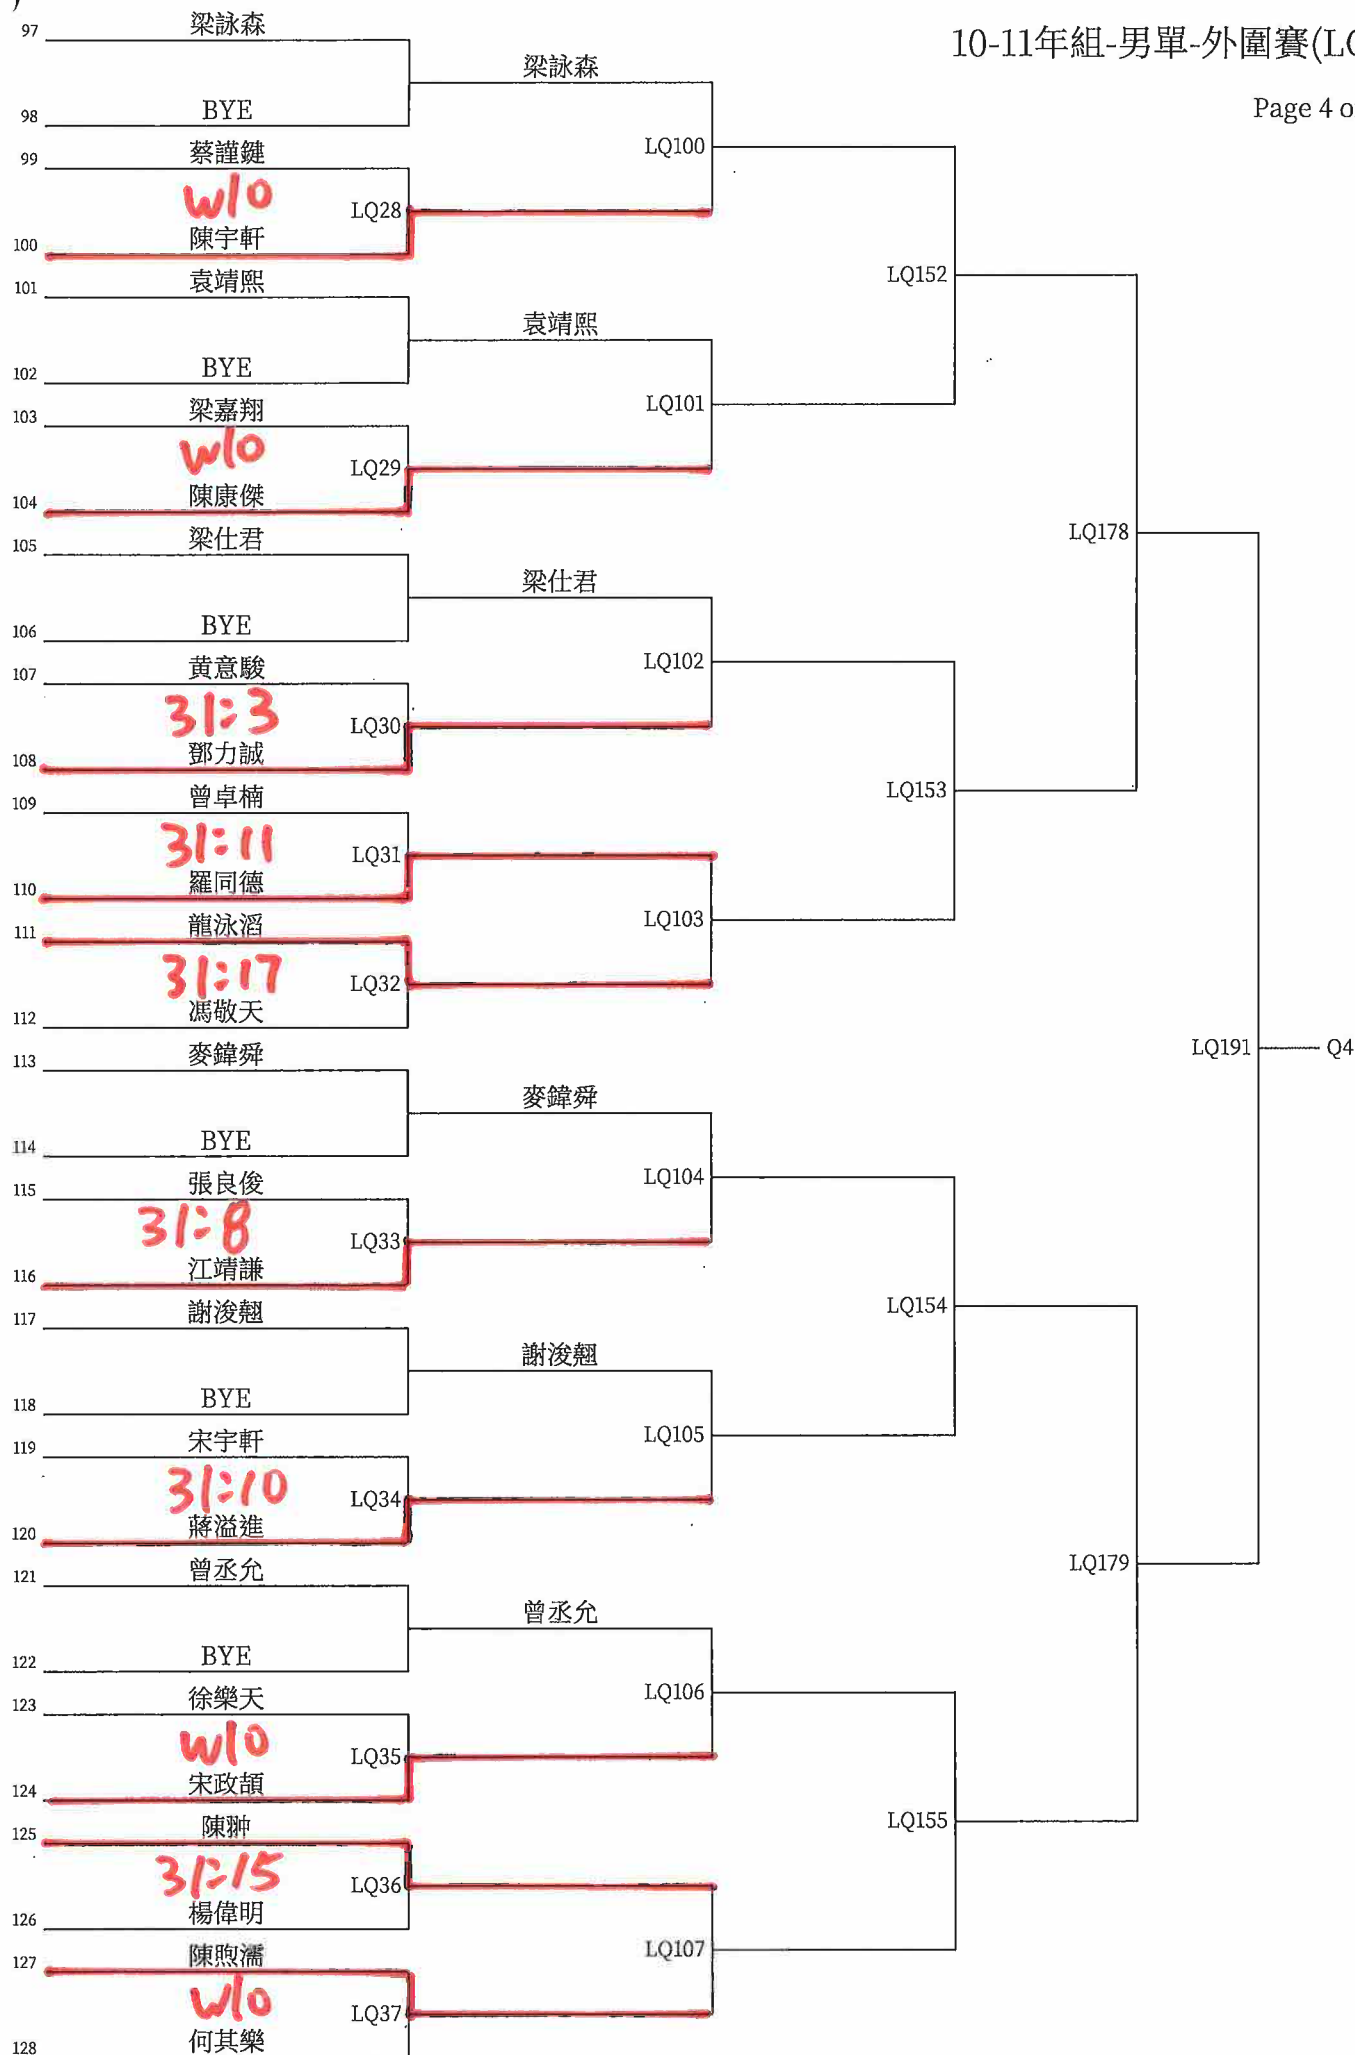 10-11年組-男單-外圍賽(LQ
Page 4 o
97 梁詠森
梁詠森
98 BYE
LQ100
99 蔡謹鍵
w/o
LQ28
100 陳宇軒
LQ152
101 袁靖熙
袁靖熙
102 BYE
LQ101
103 梁嘉翔
w/o
LQ29
104 陳康傑
LQ178
105 梁仕君
梁仕君
106 BYE
LQ102
107 黃意駿
31:3
LQ30
108 鄧力誠
LQ153
109 曾卓楠
31:11
LQ31
110 羅同德
LQ103
111 龍泳滔
31:17
LQ32
112 馮敬天
LQ191 Q4
113 麥鍏舜
麥鍏舜
114 BYE
LQ104
115 張良俊
31:8
LQ33
116 江靖謙
LQ154
117 謝浚翹
謝浚翹
118 BYE
LQ105
119 宋宇軒
31:10
LQ34
120 蔣溢進
LQ179
121 曾丞允
曾丞允
122 BYE
LQ106
123 徐樂天
w/o
LQ35
124 宋政頡
LQ155
125 陳翀
31:15
LQ36
126 楊偉明
LQ107
127 陳煦濡
w/o
LQ37
128 何其樂